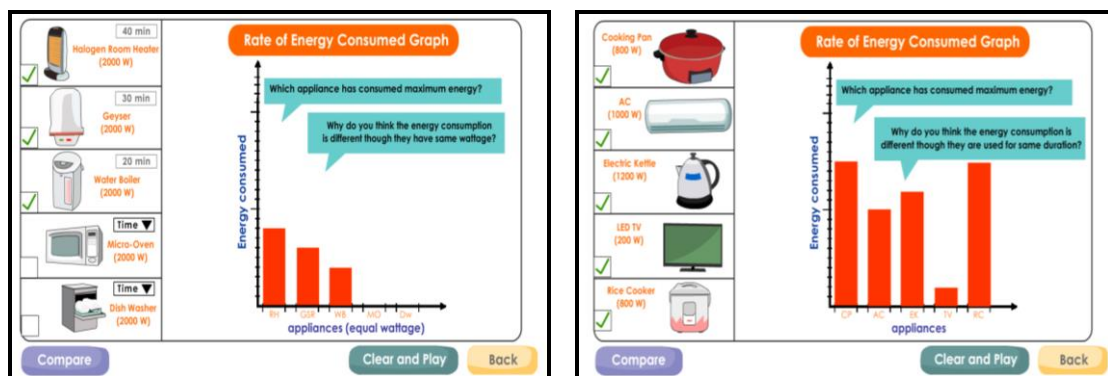 40 min
Halogen Room Heater
(2000 W)
30 min
Geyser
(2000 W)
20 min
Water Boiler
(2000 W)
Time ▼
Micro-Oven
(2000 W)
Time ▼
Dish Washer
(2000 W)
Rate of Energy Consumed Graph
Which appliance has consumed maximum energy?
Why do you think the energy consumption
is different though they have same wattage?
Energy consumed
RH GSR WB MO Dw
appliances (equal wattage)
Compare
Clear and Play
Back
Cooking Pan
(800 W)
AC
(1000 W)
Electric Kettle
(1200 W)
LED TV
(200 W)
Rice Cooker
(800 W)
Rate of Energy Consumed Graph
Which appliance has consumed maximum energy?
Why do you think the energy consumption is
different though they are used for same duration?
Energy consumed
CP AC EK TV RC
appliances
Compare
Clear and Play
Back